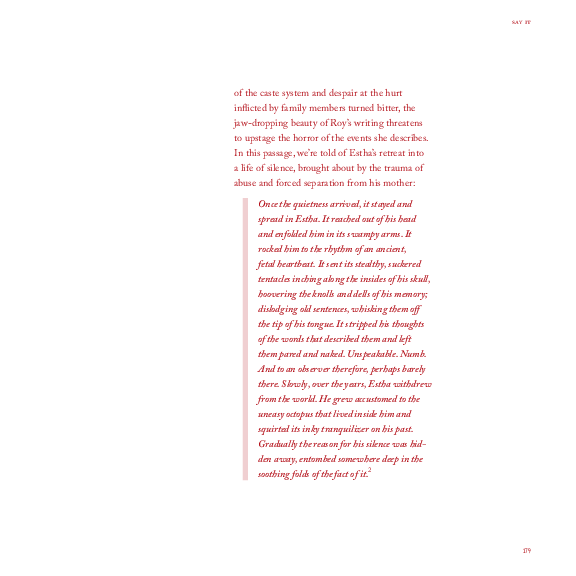 SAY IT
of the caste system and despair at the hurt
inflicted by family members turned bitter, the
jaw-dropping beauty of Roy's writing threatens
to upstage the horror of the events she describes.
In this passage, we're told of Estha's retreat into
a life of silence, brought about by the trauma of
abuse and forced separation from his mother:
Once the quietness arrived, it stayed and
spread in Estha. It reached out of his head
and enfolded him in its swampy arms. It
rocked him to the rhythm of an ancient,
fetal heartbeat. It sent its stealthy, suckered
tentacles inching along the insides of his skull,
hoovering the knolls and dells of his memory;
dislodging old sentences, whisking them off
the tip of his tongue. It stripped his thoughts
of the words that described them and left
them pared and naked. Unspeakable. Numb.
And to an observer therefore, perhaps barely
there. Slowly, over the years, Estha withdrew
from the world. He grew accustomed to the
uneasy octopus that lived inside him and
squirted its inky tranquilizer on his past.
Gradually the reason for his silence was hid-
den away, entombed somewhere deep in the
soothing folds of the fact of it.2
179